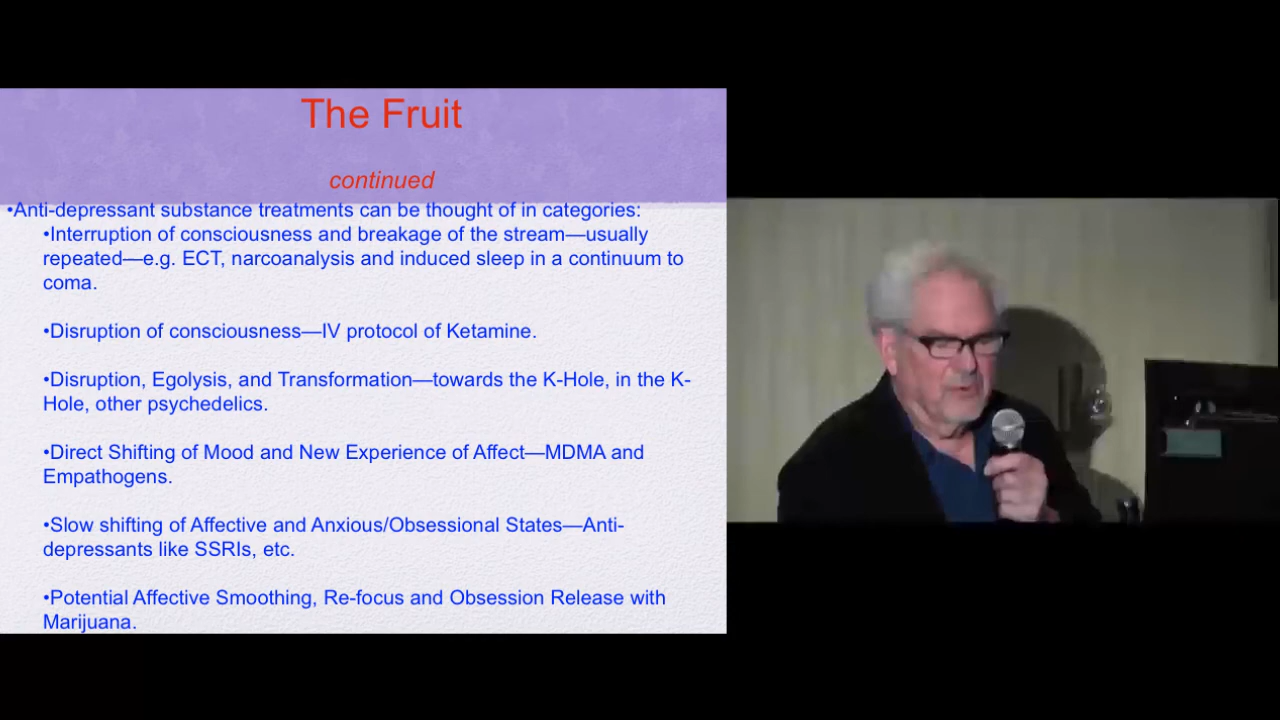 The Fruit
continued
•Anti-depressant substance treatments can be thought of in categories:
•Interruption of consciousness and breakage of the stream—usually
repeated—e.g. ECT, narcoanalysis and induced sleep in a continuum to
coma.
•Disruption of consciousness—IV protocol of Ketamine.
•Disruption, Egolysis, and Transformation—towards the K-Hole, in the K-
Hole, other psychedelics.
•Direct Shifting of Mood and New Experience of Affect—MDMA and
Empathogens.
•Slow shifting of Affective and Anxious/Obsessional States—Anti-
depressants like SSRIs, etc.
•Potential Affective Smoothing, Re-focus and Obsession Release with
Marijuana.